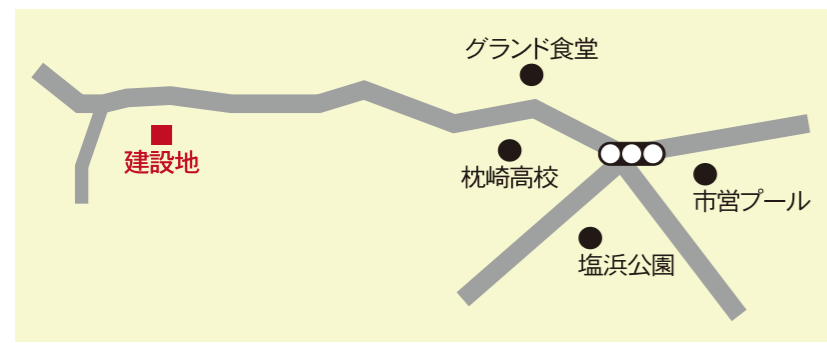 グランド食堂
建設地
枕崎高校
市営プール
塩浜公園